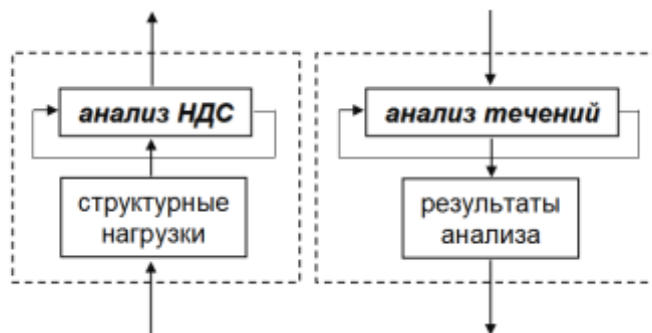 анализ НДС
структурные
нагрузки
анализ течений
результаты
анализа